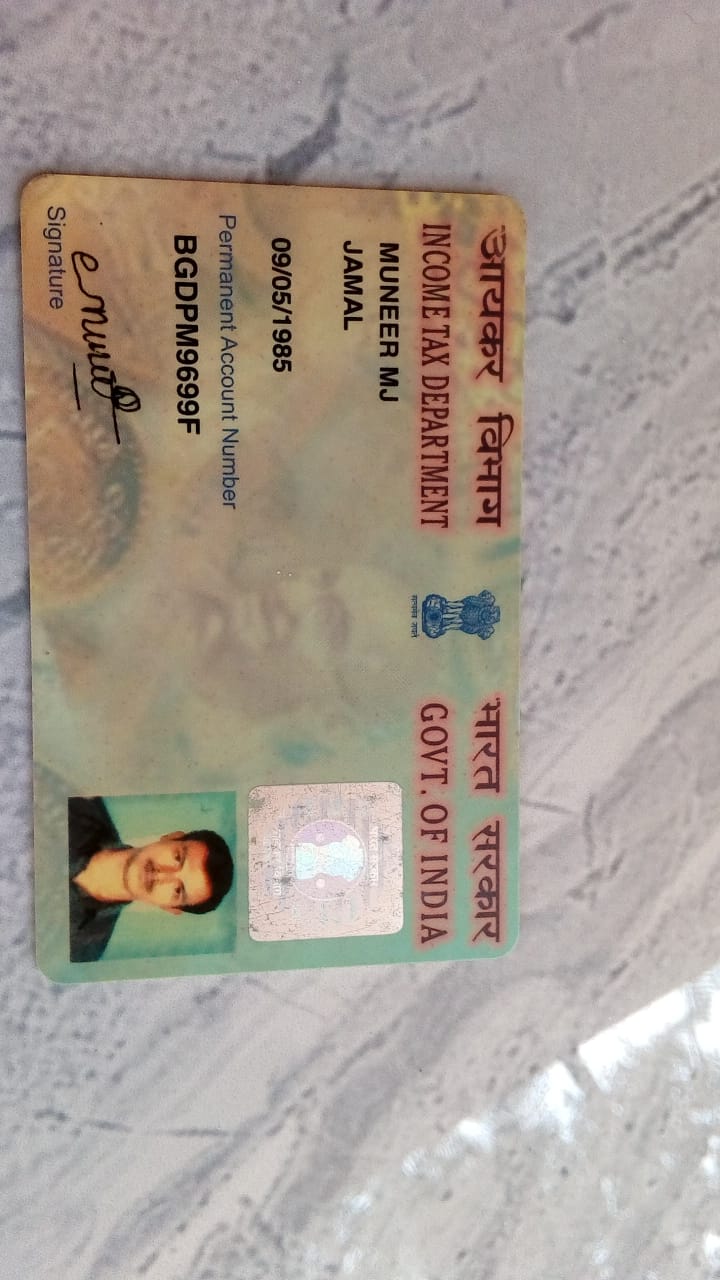 आयकर विभाग
INCOME TAX DEPARTMENT
भारत सरकार
GOVT. OF INDIA
सत्यमेव जयते
MUNEER MJ
JAMAL
09/05/1985
Permanent Account Number
BGDPM9699F
Signature